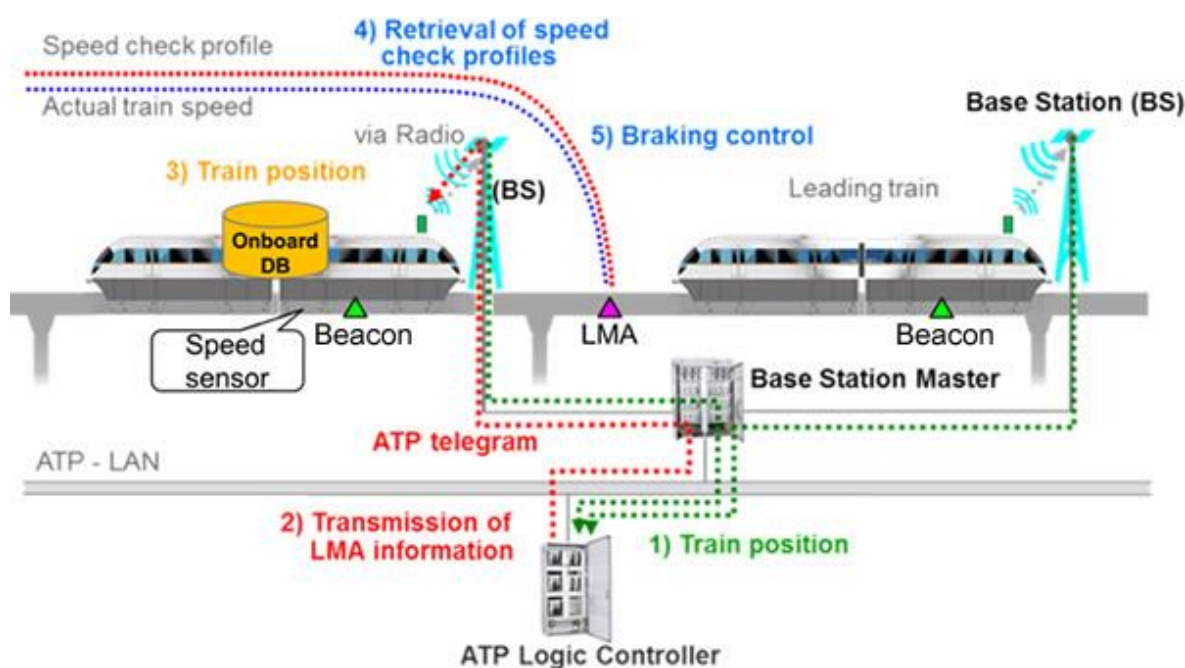 Speed check profile
4) Retrieval of speed
check profiles
Actual train speed
via Radio
Base Station (BS)
5) Braking control
3) Train position
(BS)
Leading train
Onboard
DB
Beacon
LMA
Beacon
Speed
sensor
Base Station Master
ATP telegram
ATP - LAN
2) Transmission of
LMA information
1) Train position
ATP Logic Controller